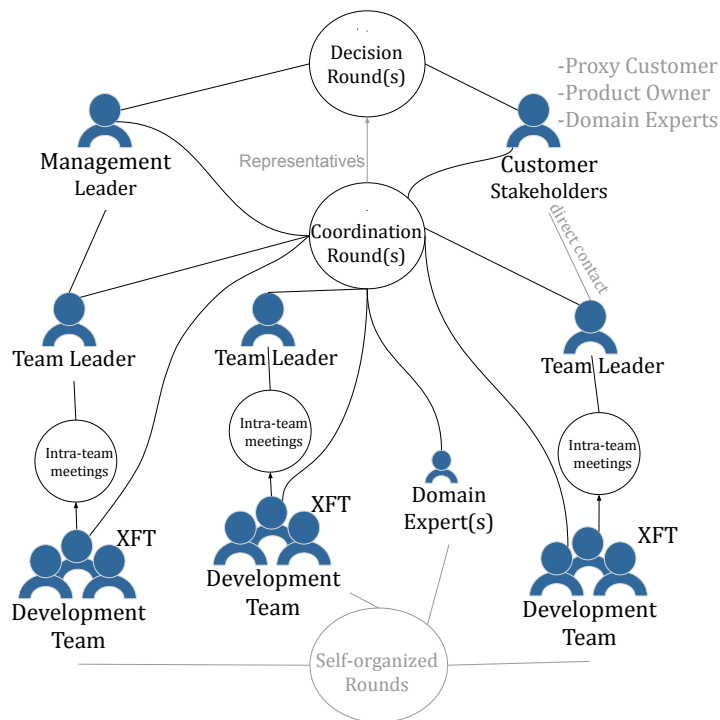 Decision
Round(s)
-Proxy Customer
-Product Owner
-Domain Experts
Management
Leader
Representatives
Customer
Stakeholders
Coordination
Round(s)
direct contact
Team Leader
Team Leader
Team Leader
Intra-team
meetings
Intra-team
meetings
Intra-team
meetings
Domain
Expert(s)
XFT
XFT
XFT
Development
Team
Development
Team
Development
Team
Self-organized
Rounds